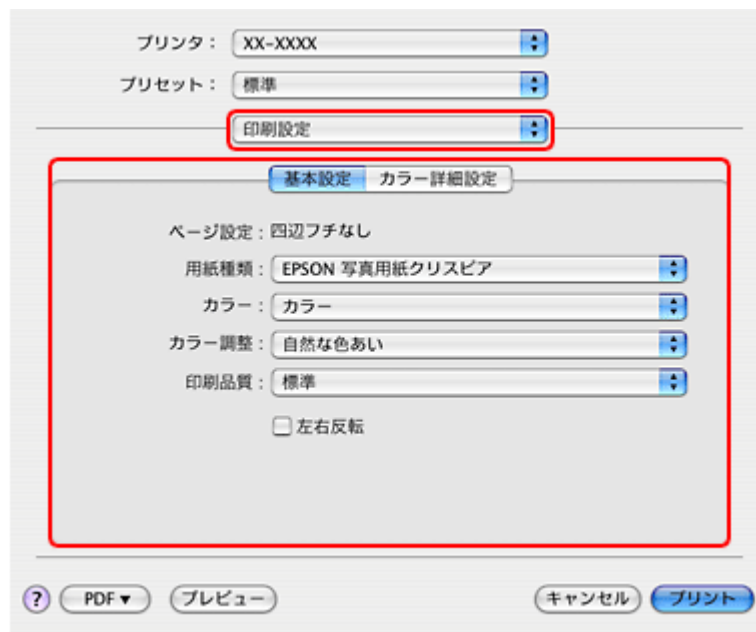 プリンタ： XX-XXXX
プリセット： 標準
印刷設定
基本設定 カラー詳細設定
ページ設定：四辺フチなし
用紙種類： EPSON 写真用紙クリスピア
カラー： カラー
カラー調整： 自然な色あい
印刷品質： 標準
左右反転
? PDF▼ プレビュー キャンセル プリント